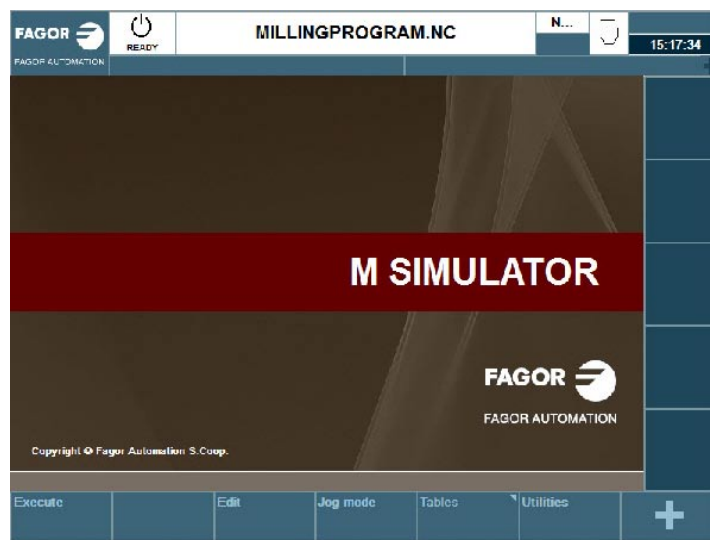 FAGOR
READY
MILLINGPROGRAM.NC
N...
15:17:34
FAGOR AUTOMATION
M SIMULATOR
FAGOR
FAGOR AUTOMATION
Copyright © Fagor Automation S.Coop.
Execute
Edit
Jog mode
Tables
Utilities
+